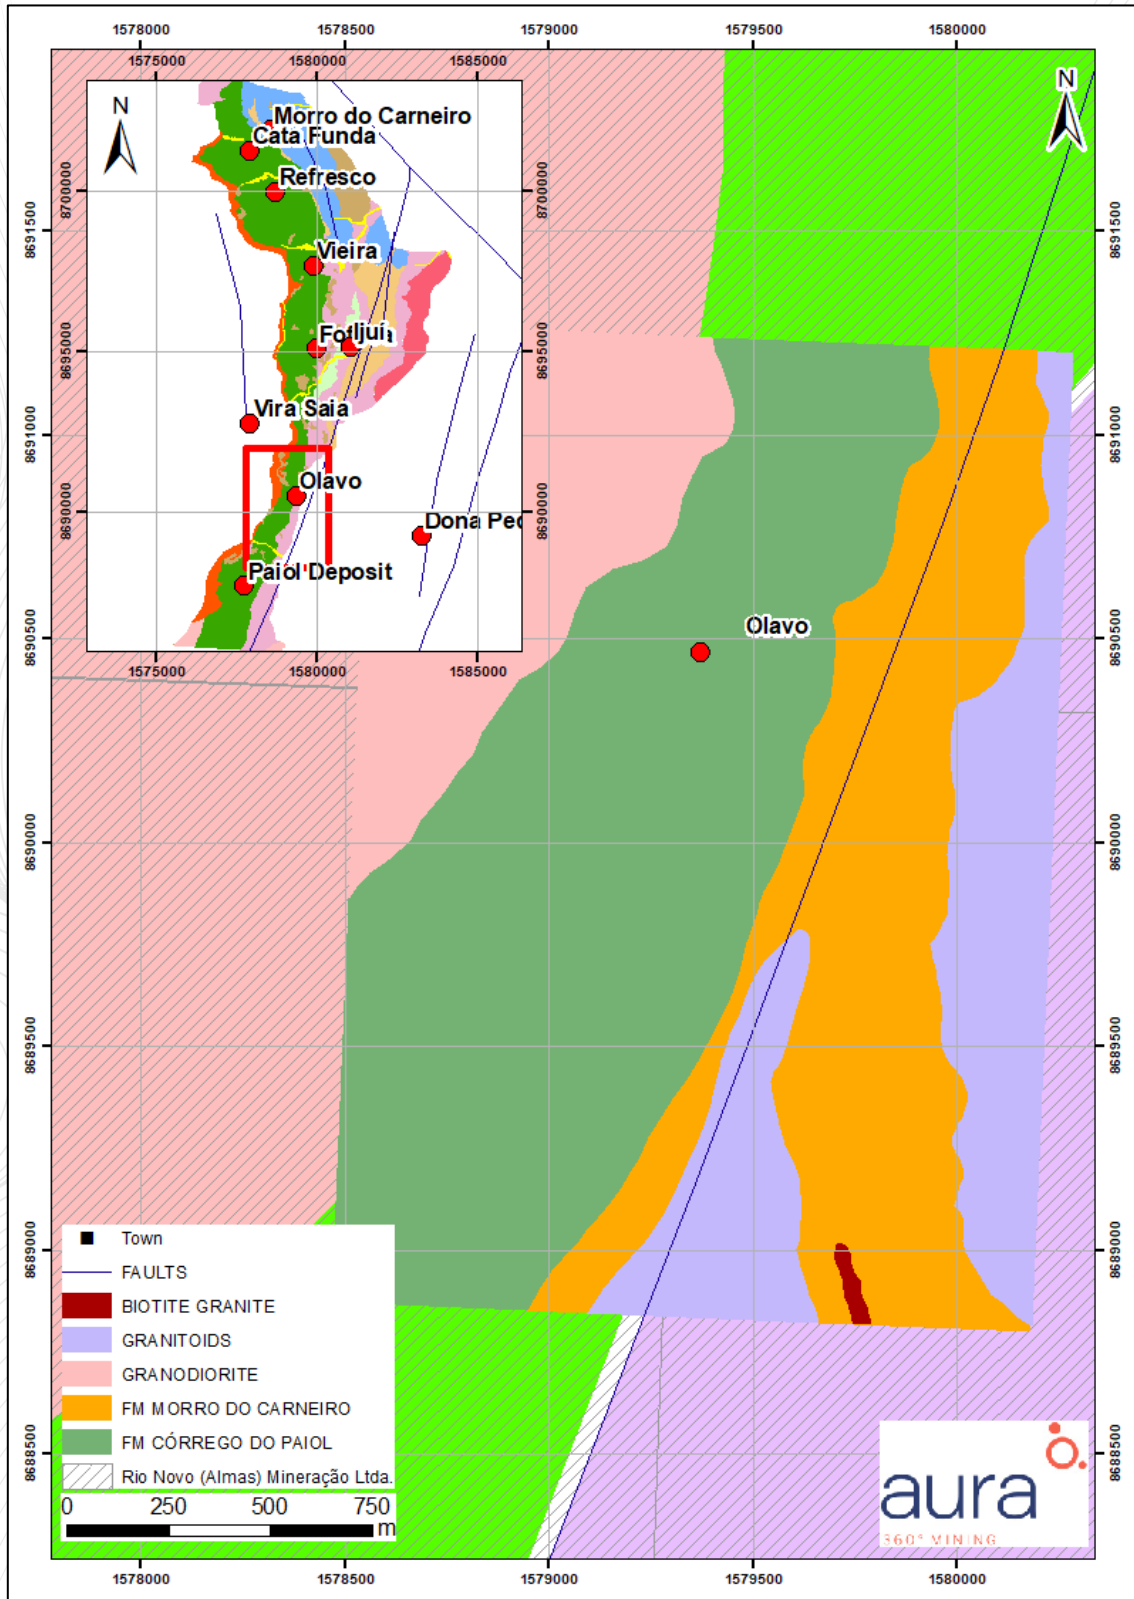 1578000 1578500 1579000 1579500 1580000
1575000 1580000 1585000
N
N
Morro do Carneiro
Cata Funda
Refresco
Vieira
Ijuí
Vira Saia
Olavo
Dona Ped
Paiol Deposit
8700000
8695000
8690000
8700000
8695000
8690000
1575000 1580000 1585000
8691500
8691000
8690500
8690000
8689500
8689000
8688500
8691500
8691000
8690500
8690000
8689500
8689000
8688500
Olavo
Town
FAULTS
BIOTITE GRANITE
GRANITOIDS
GRANODIORITE
FM MORRO DO CARNEIRO
FM CÓRREGO DO PAIOL
Rio Novo (Almas) Mineração Ltda.
0 250 500 750
m
aura
360° MINING
1578000 1578500 1579000 1579500 1580000